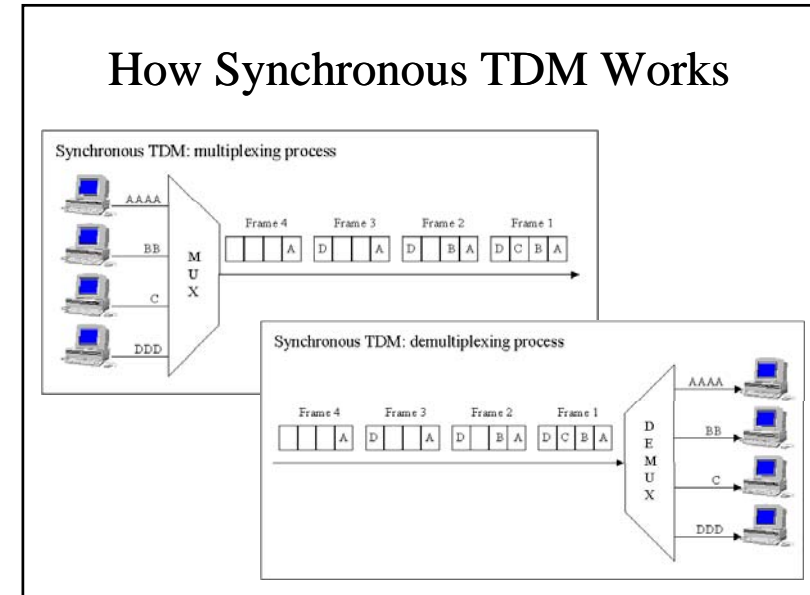 How Synchronous TDM Works
Synchronous TDM: multiplexing process
AAAA
BB
C
DDD
M
U
X
Frame 4 Frame 3 Frame 2 Frame 1
A D A D B A D C B A
Synchronous TDM: demultiplexing process
Frame 4 Frame 3 Frame 2 Frame 1
A D A D B A D C B A
D
E
M
U
X
AAAA
BB
C
DDD